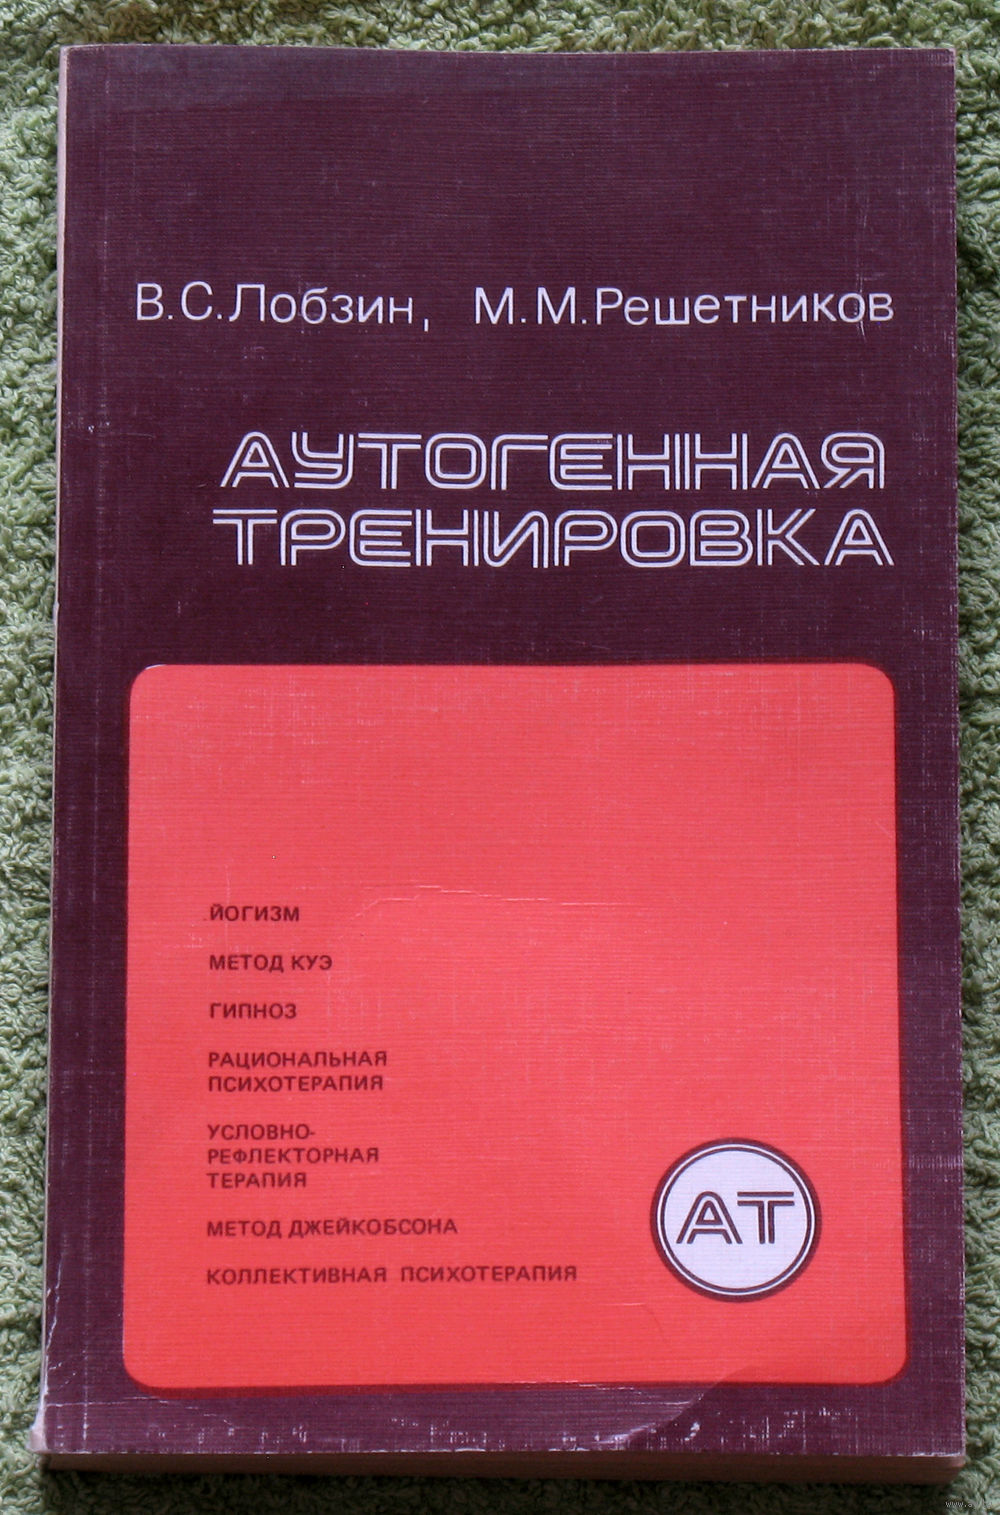 В.С.Лобзин, М.М.Решетников
АУТОГЕННАЯ
ТРЕНИРОВКА
ЙОГИЗМ
МЕТОД КУЭ
ГИПНОЗ
РАЦИОНАЛЬНАЯ
ПСИХОТЕРАПИЯ
УСЛОВНО-
РЕФЛЕКТОРНАЯ
ТЕРАПИЯ
МЕТОД ДЖЕЙКОБСОНА
КОЛЛЕКТИВНАЯ ПСИХОТЕРАПИЯ
АТ